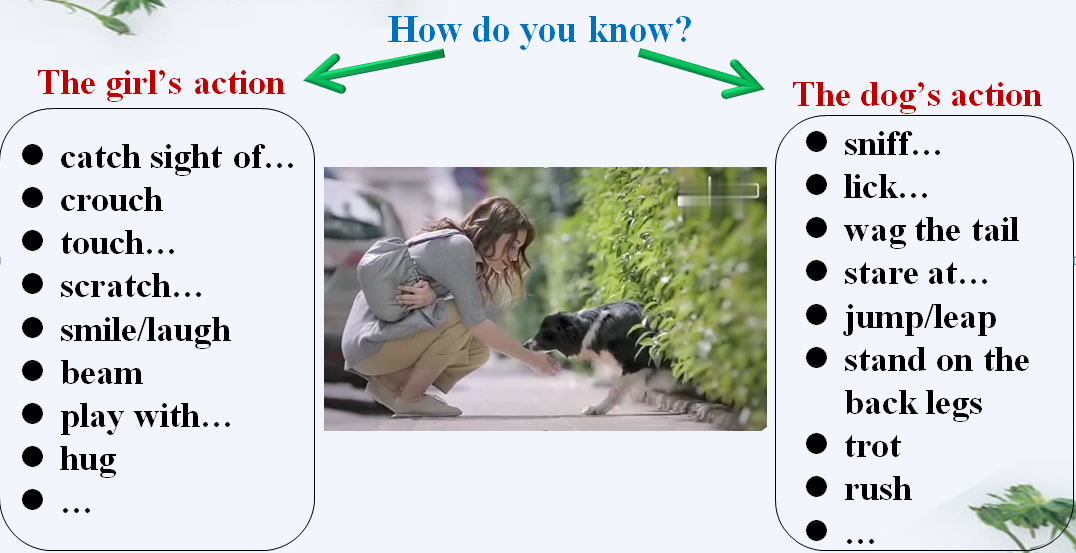 How do you know?
The girl’s action
catch sight of…
crouch
touch…
scratch…
smile/laugh
beam
play with…
hug
…
The dog’s action
sniff…
lick…
wag the tail
stare at…
jump/leap
stand on the
back legs
trot
rush
…